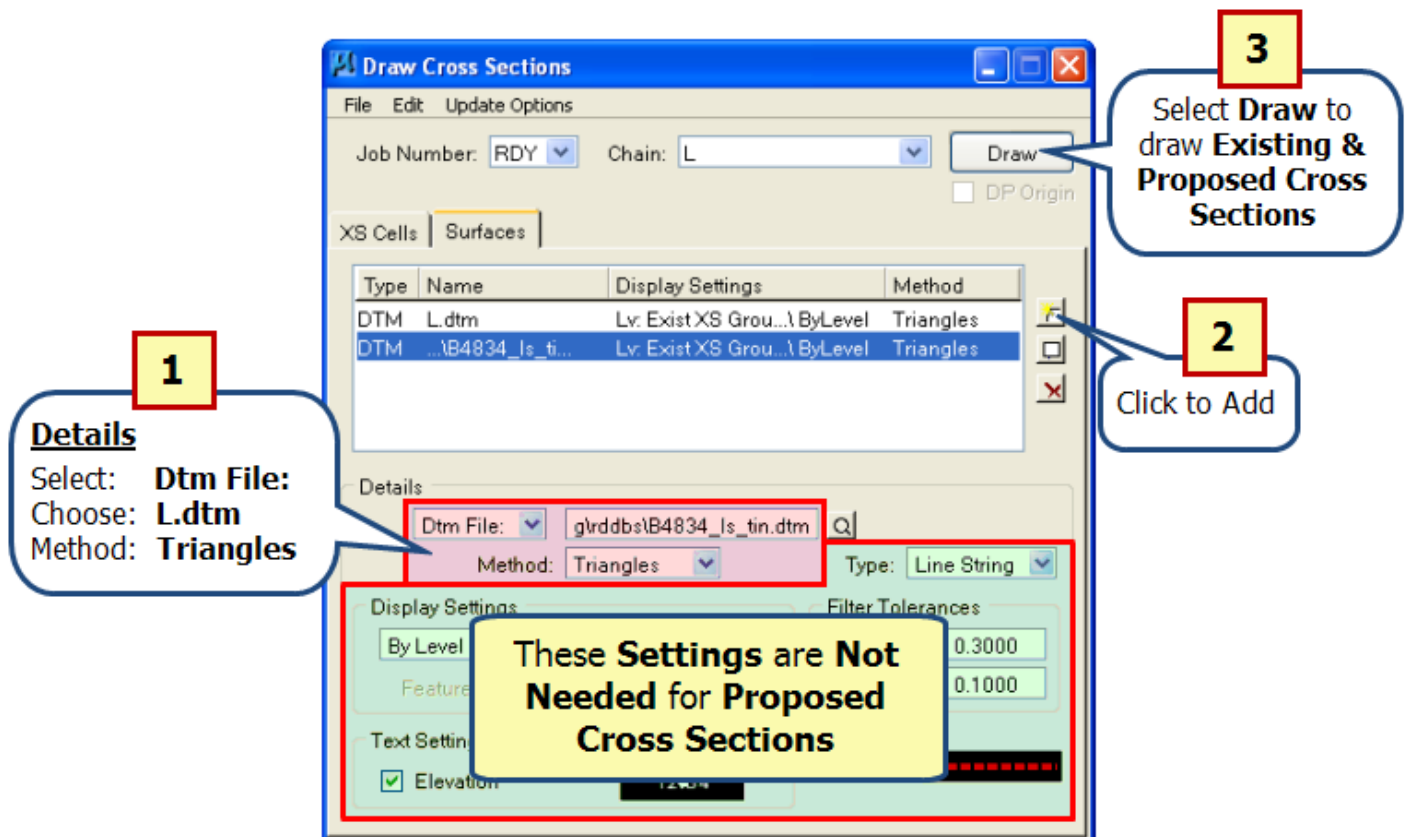 Draw Cross Sections
File Edit Update Options
Job Number: RDY Chain: L Draw
DP Origin
XS Cells Surfaces
Type Name Display Settings Method
DTM L.dtm Lv: Exist XS Grou...\ ByLevel Triangles
DTM ...\B4834_ls_ti... Lv: Exist XS Grou...\ ByLevel Triangles
Details
Dtm File: g\rddbs\B4834_ls_tin.dtm
Method: Triangles Type: Line String
Display Settings Filter Tolerances
By Level 0.3000
Feature 0.1000
Text Settin
Elevation
1
Details
Select: Dtm File:
Choose: L.dtm
Method: Triangles
2
Click to Add
3
Select Draw to
draw Existing &
Proposed Cross
Sections
These Settings are Not
Needed for Proposed
Cross Sections